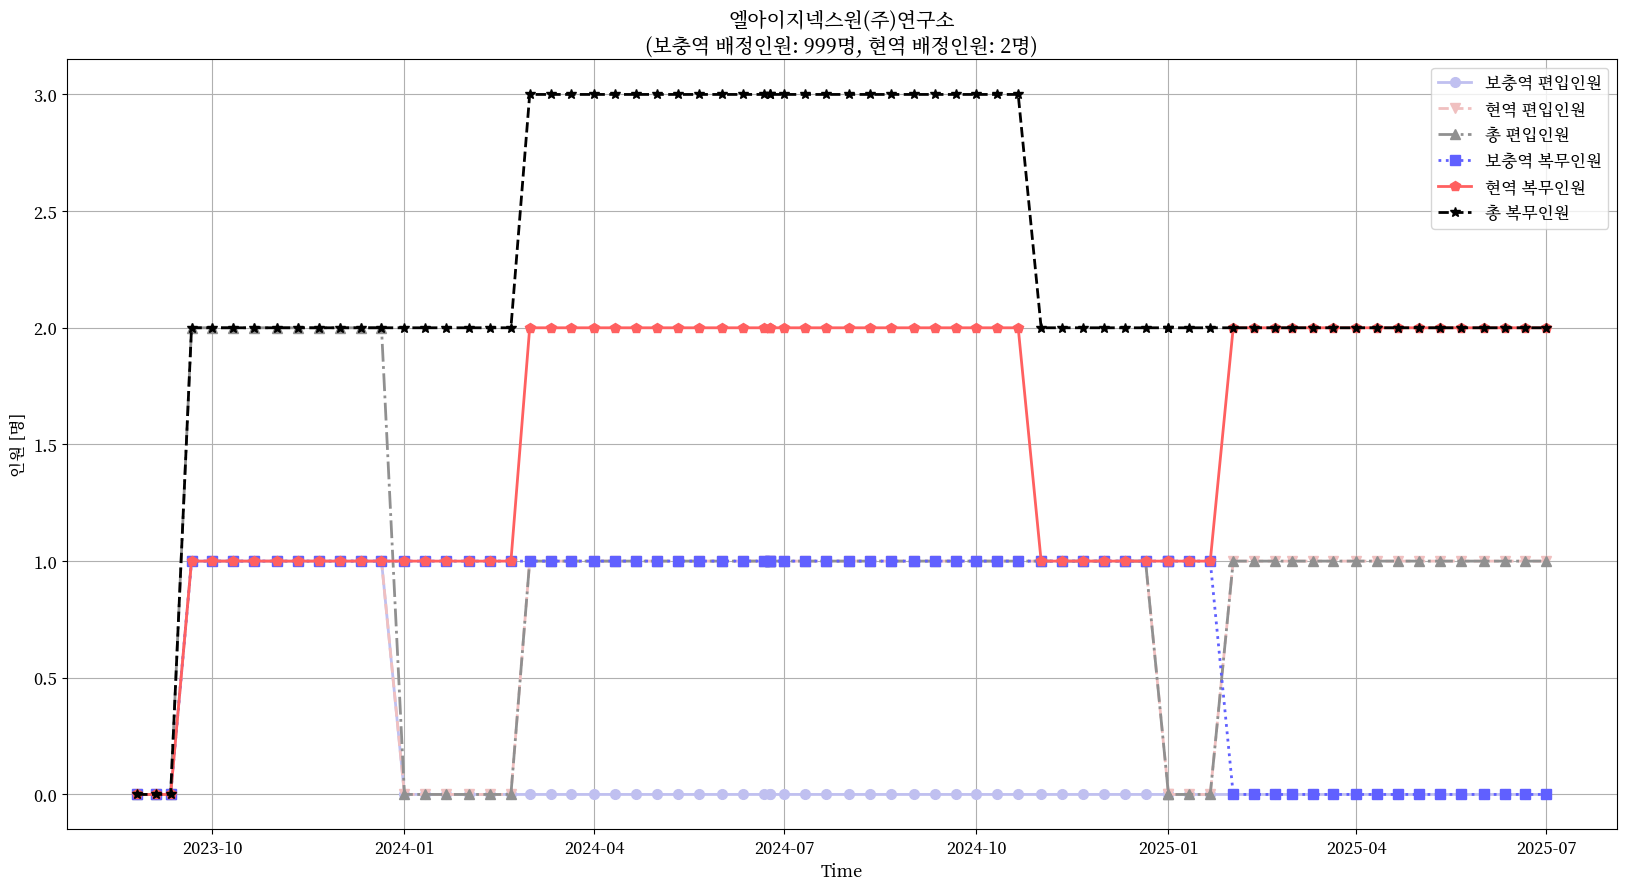 엘아이지넥스원(주)연구소
(보충역 배정인원: 999명, 현역 배정인원: 2명)
인원 [명]
3.0
2.5
2.0
1.5
1.0
0.5
0.0
보충역 편입인원
현역 편입인원
총 편입인원
보충역 복무인원
현역 복무인원
총 복무인원
2023-10
2024-01
2024-04
2024-07
2024-10
2025-01
2025-04
2025-07
Time